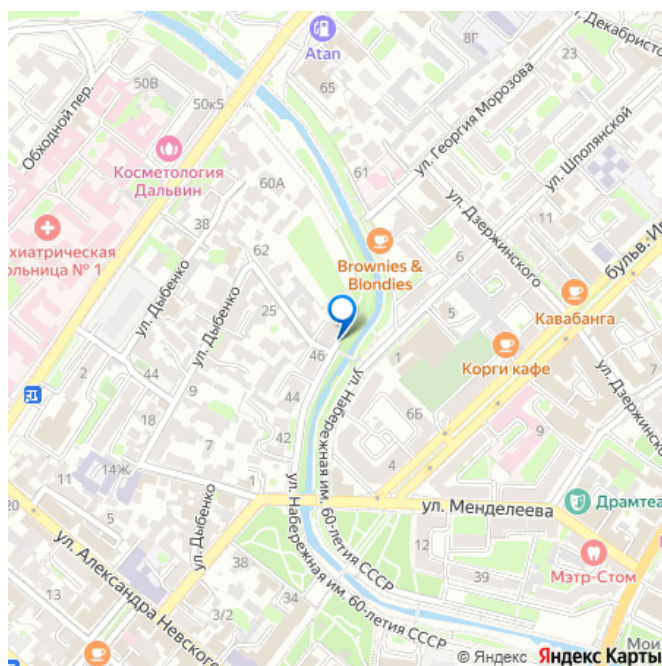 ул. Декабристо
Atan
8Г
23
50В
50к5
65
Обходной пер.
ул. Георгия Морозова
ул. Шполянской
Косметология
Дальвин
60А
61
ул. Дзержинского
11
38
хиатрическая
ольница № 1
62
6
бульв. Ив
Brownies &
Blondies
ул. Дыбенко
ул. Дыбенко
25
5
Кавабанга
46
1
Корги кафе
2
44
44
ул. Набережная им. 60-летия СССР
ул. Дзержинского
18
9
42
6Б
9
7
11
14Ж
1
4
20
ул. Менделеева
Драмтеа
ул. Дыбенко
ул. Набережная им. 60-летия СССР
12
ул. Александра Невского
39
Мэтр-Стом
13
3/2
34
Мои
© Яндекс Яндекс Карты